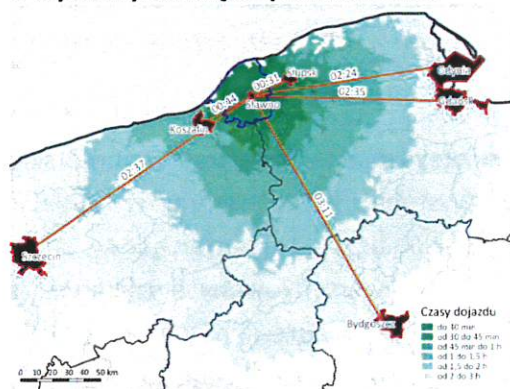 Słupsk
00:31
02:24
Gdynia
02:35
Gdańsk
00:44
Sławno
Koszalin
02:37
03:11
Szczecin
Bydgoszcz
Czasy dojazdu
do 30 min
od 30 do 45 min
od 45 min do 1 h
od 1 do 1,5 h
od 1,5 do 2 h
od 2 do 3 h
0 10 20 30 40 50 km